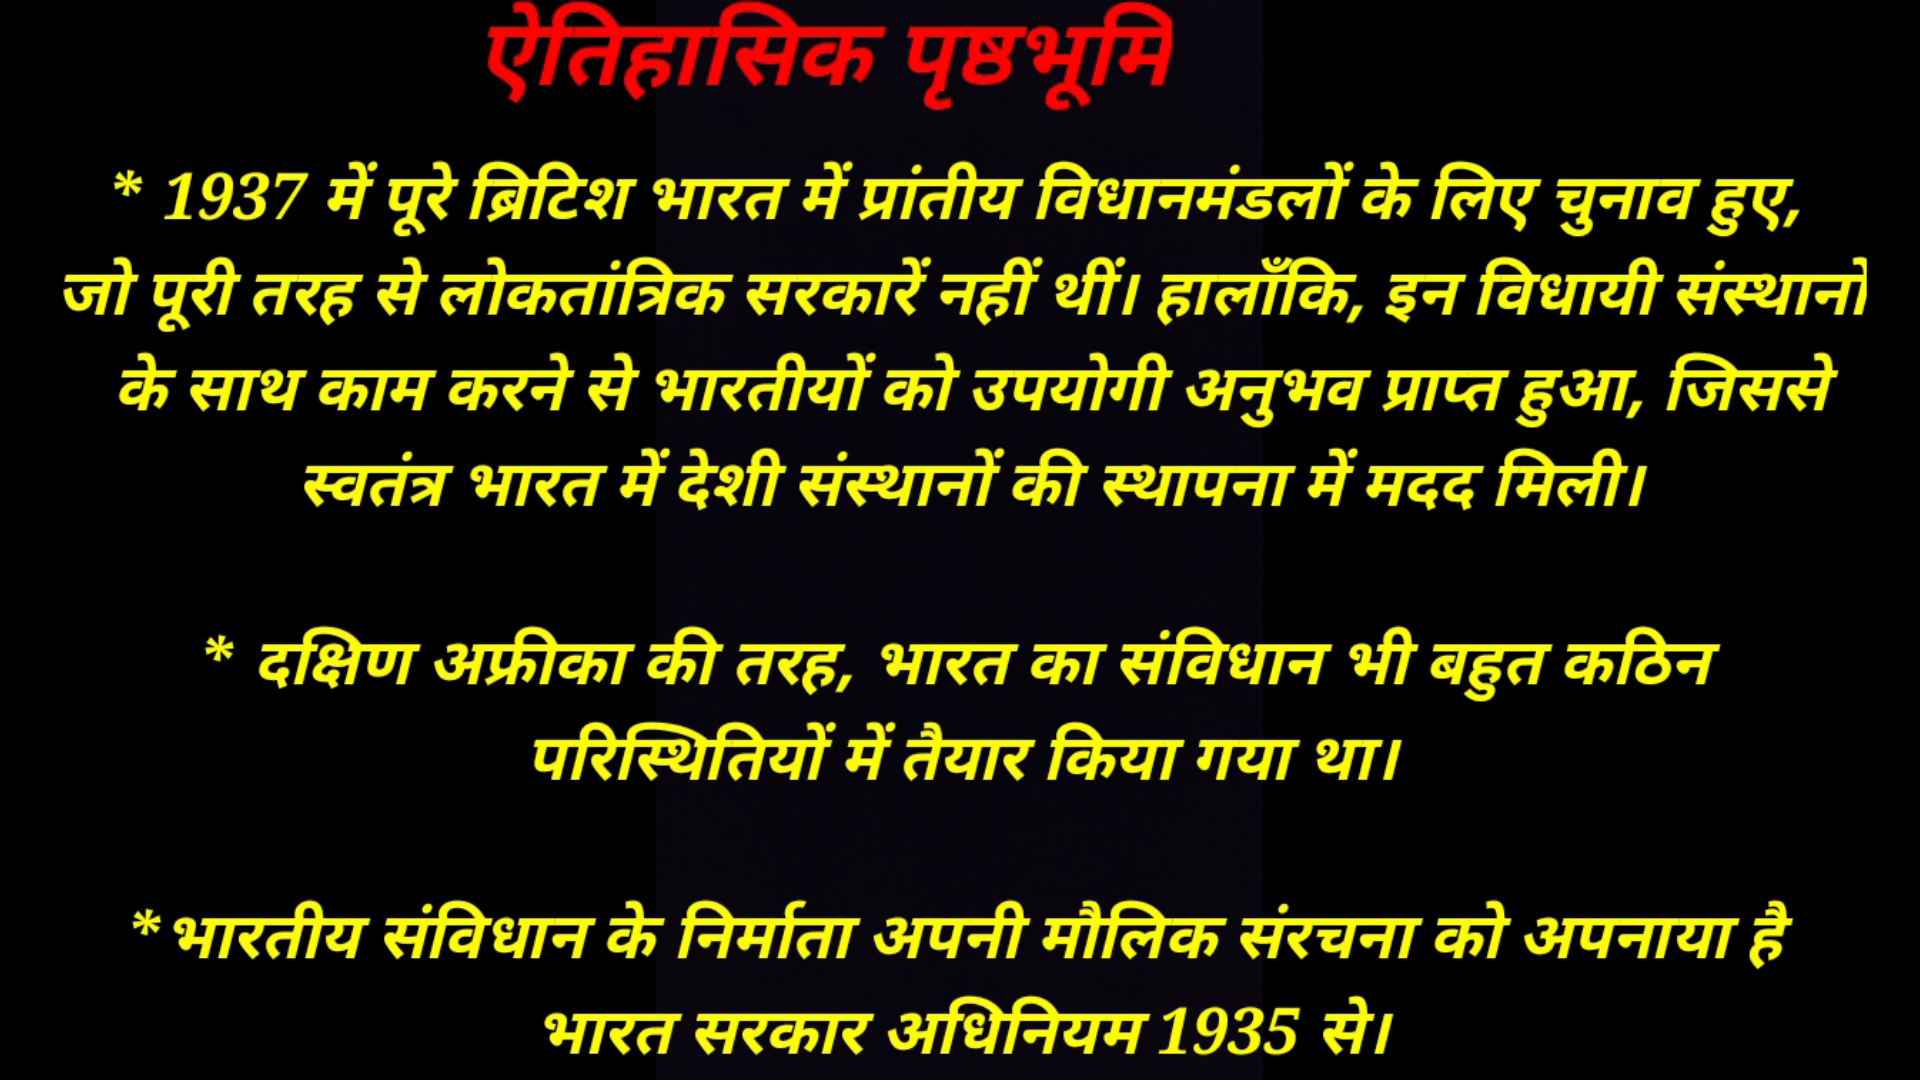 ऐतिहासिक पृष्ठभूमि
* 1937 में पूरे ब्रिटिश भारत में प्रांतीय विधानमंडलों के लिए चुनाव हुए,
जो पूरी तरह से लोकतांत्रिक सरकारें नहीं थीं। हालाँकि, इन विधायी संस्थानों
के साथ काम करने से भारतीयों को उपयोगी अनुभव प्राप्त हुआ, जिससे
स्वतंत्र भारत में देशी संस्थानों की स्थापना में मदद मिली।
* दक्षिण अफ्रीका की तरह, भारत का संविधान भी बहुत कठिन
परिस्थितियों में तैयार किया गया था।
*भारतीय संविधान के निर्माता अपनी मौलिक संरचना को अपनाया है
भारत सरकार अधिनियम 1935 से।